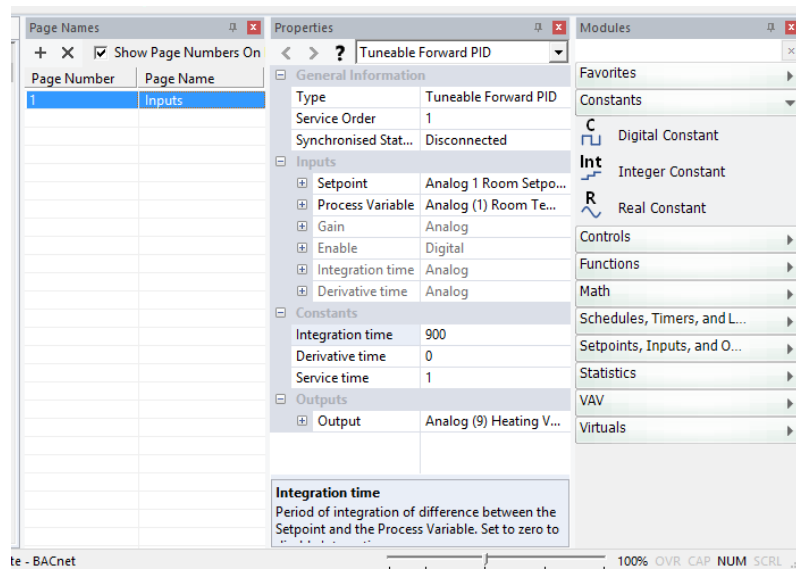 Page Names
+ × Show Page Numbers On
Page Number Page Name
1 Inputs
Properties
< > ? Tuneable Forward PID
General Information
Type Tuneable Forward PID
Service Order 1
Synchronised Stat... Disconnected
Inputs
Setpoint Analog 1 Room Setpo...
Process Variable Analog (1) Room Te...
Gain Analog
Enable Digital
Integration time Analog
Derivative time Analog
Constants
Integration time 900
Derivative time 0
Service time 1
Outputs
Output Analog (9) Heating V...
Integration time
Period of integration of difference between the
Setpoint and the Process Variable. Set to zero to
Modules
Favorites
Constants
C Digital Constant
Int Integer Constant
R Real Constant
Controls
Functions
Math
Schedules, Timers, and L...
Setpoints, Inputs, and O...
Statistics
VAV
Virtuals
te - BACnet
100% OVR CAP NUM SCRL